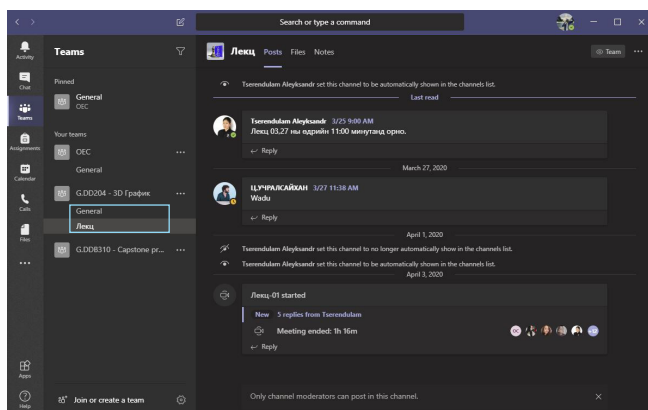 Search or type a command
Activity
Chat
Teams
Assignments
Calendar
Calls
Files
Apps
Help
Teams
Pinned
General
OEC
Your teams
OEC
General
G.DD204 - 3D График
General
Лекц
G.DDB310 - Capstone pr...
Join or create a team
Лекц Posts Files Notes
Team
Tserendulam Aleyksandr set this channel to be automatically shown in the channels list.
Last read
Tserendulam Aleyksandr 3/25 9:00 AM
Лекц 03,27 ны өдрийн 11:00 минутанд орно.
Reply
March 27, 2020
Ц.УЧРАЛСАЙХАН 3/27 11:38 AM
Wadu
Reply
April 1, 2020
Tserendulam Aleyksandr set this channel to no longer automatically show in the channels list.
Tserendulam Aleyksandr set this channel to be automatically shown in the channels list.
April 3, 2020
Лекц-01 started
New 5 replies from Tserendulam
Meeting ended: 1h 16m
Reply
Only channel moderators can post in this channel.